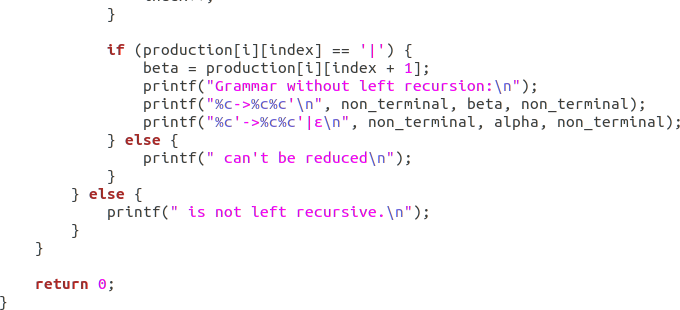 }
if (production[i][index] == '|') {
beta = production[i][index + 1];
printf("Grammar without left recursion:\n");
printf("%c->%c%c'\n", non_terminal, beta, non_terminal);
printf("%c'->%c%c'|ε\n", non_terminal, alpha, non_terminal);
} else {
printf(" can't be reduced\n");
}
} else {
printf(" is not left recursive.\n");
}
}
return 0;
}